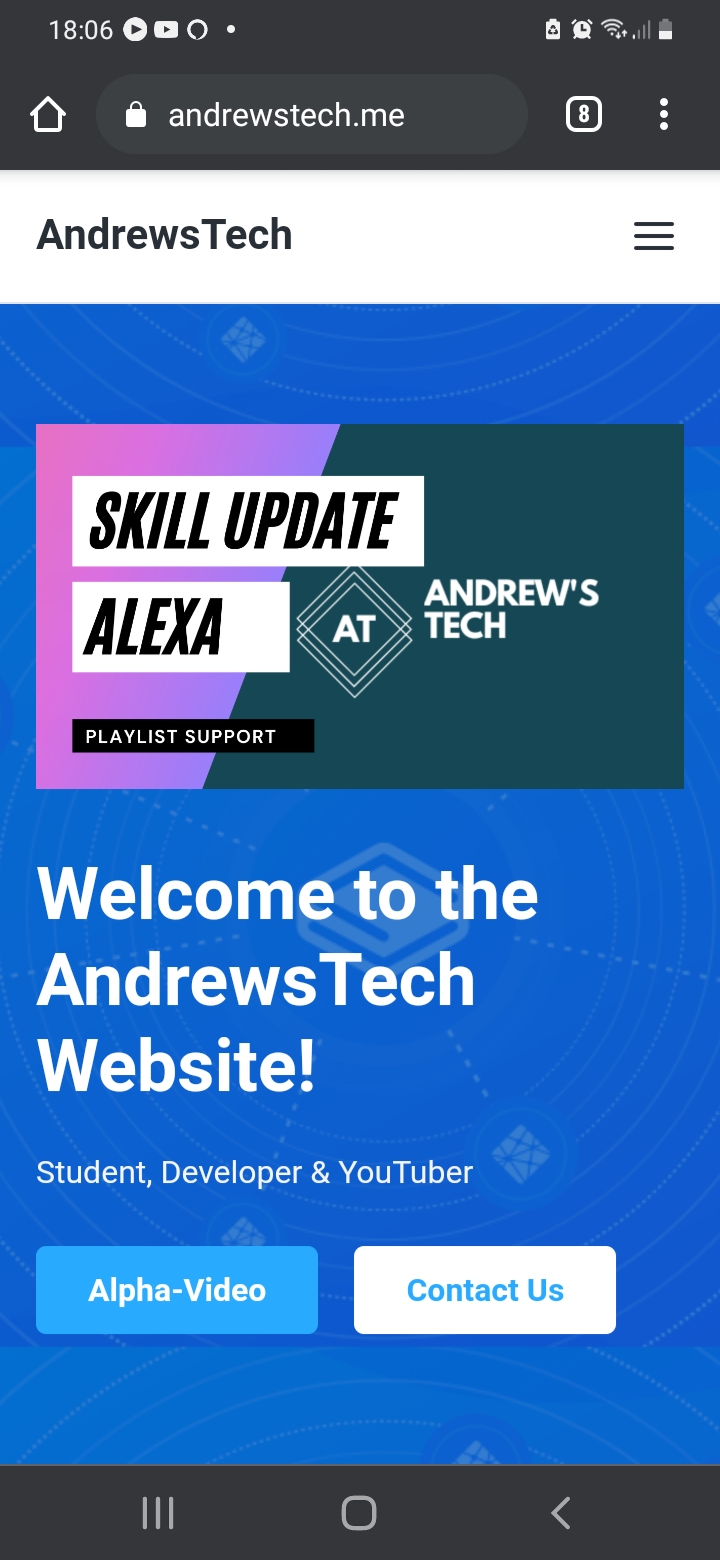 18:06
andrewstech.me
8
AndrewsTech
SKILL UPDATE
ALEXA
AT
ANDREW'S
TECH
PLAYLIST SUPPORT
Welcome to the
AndrewsTech
Website!
Student, Developer & YouTuber
Alpha-Video
Contact Us